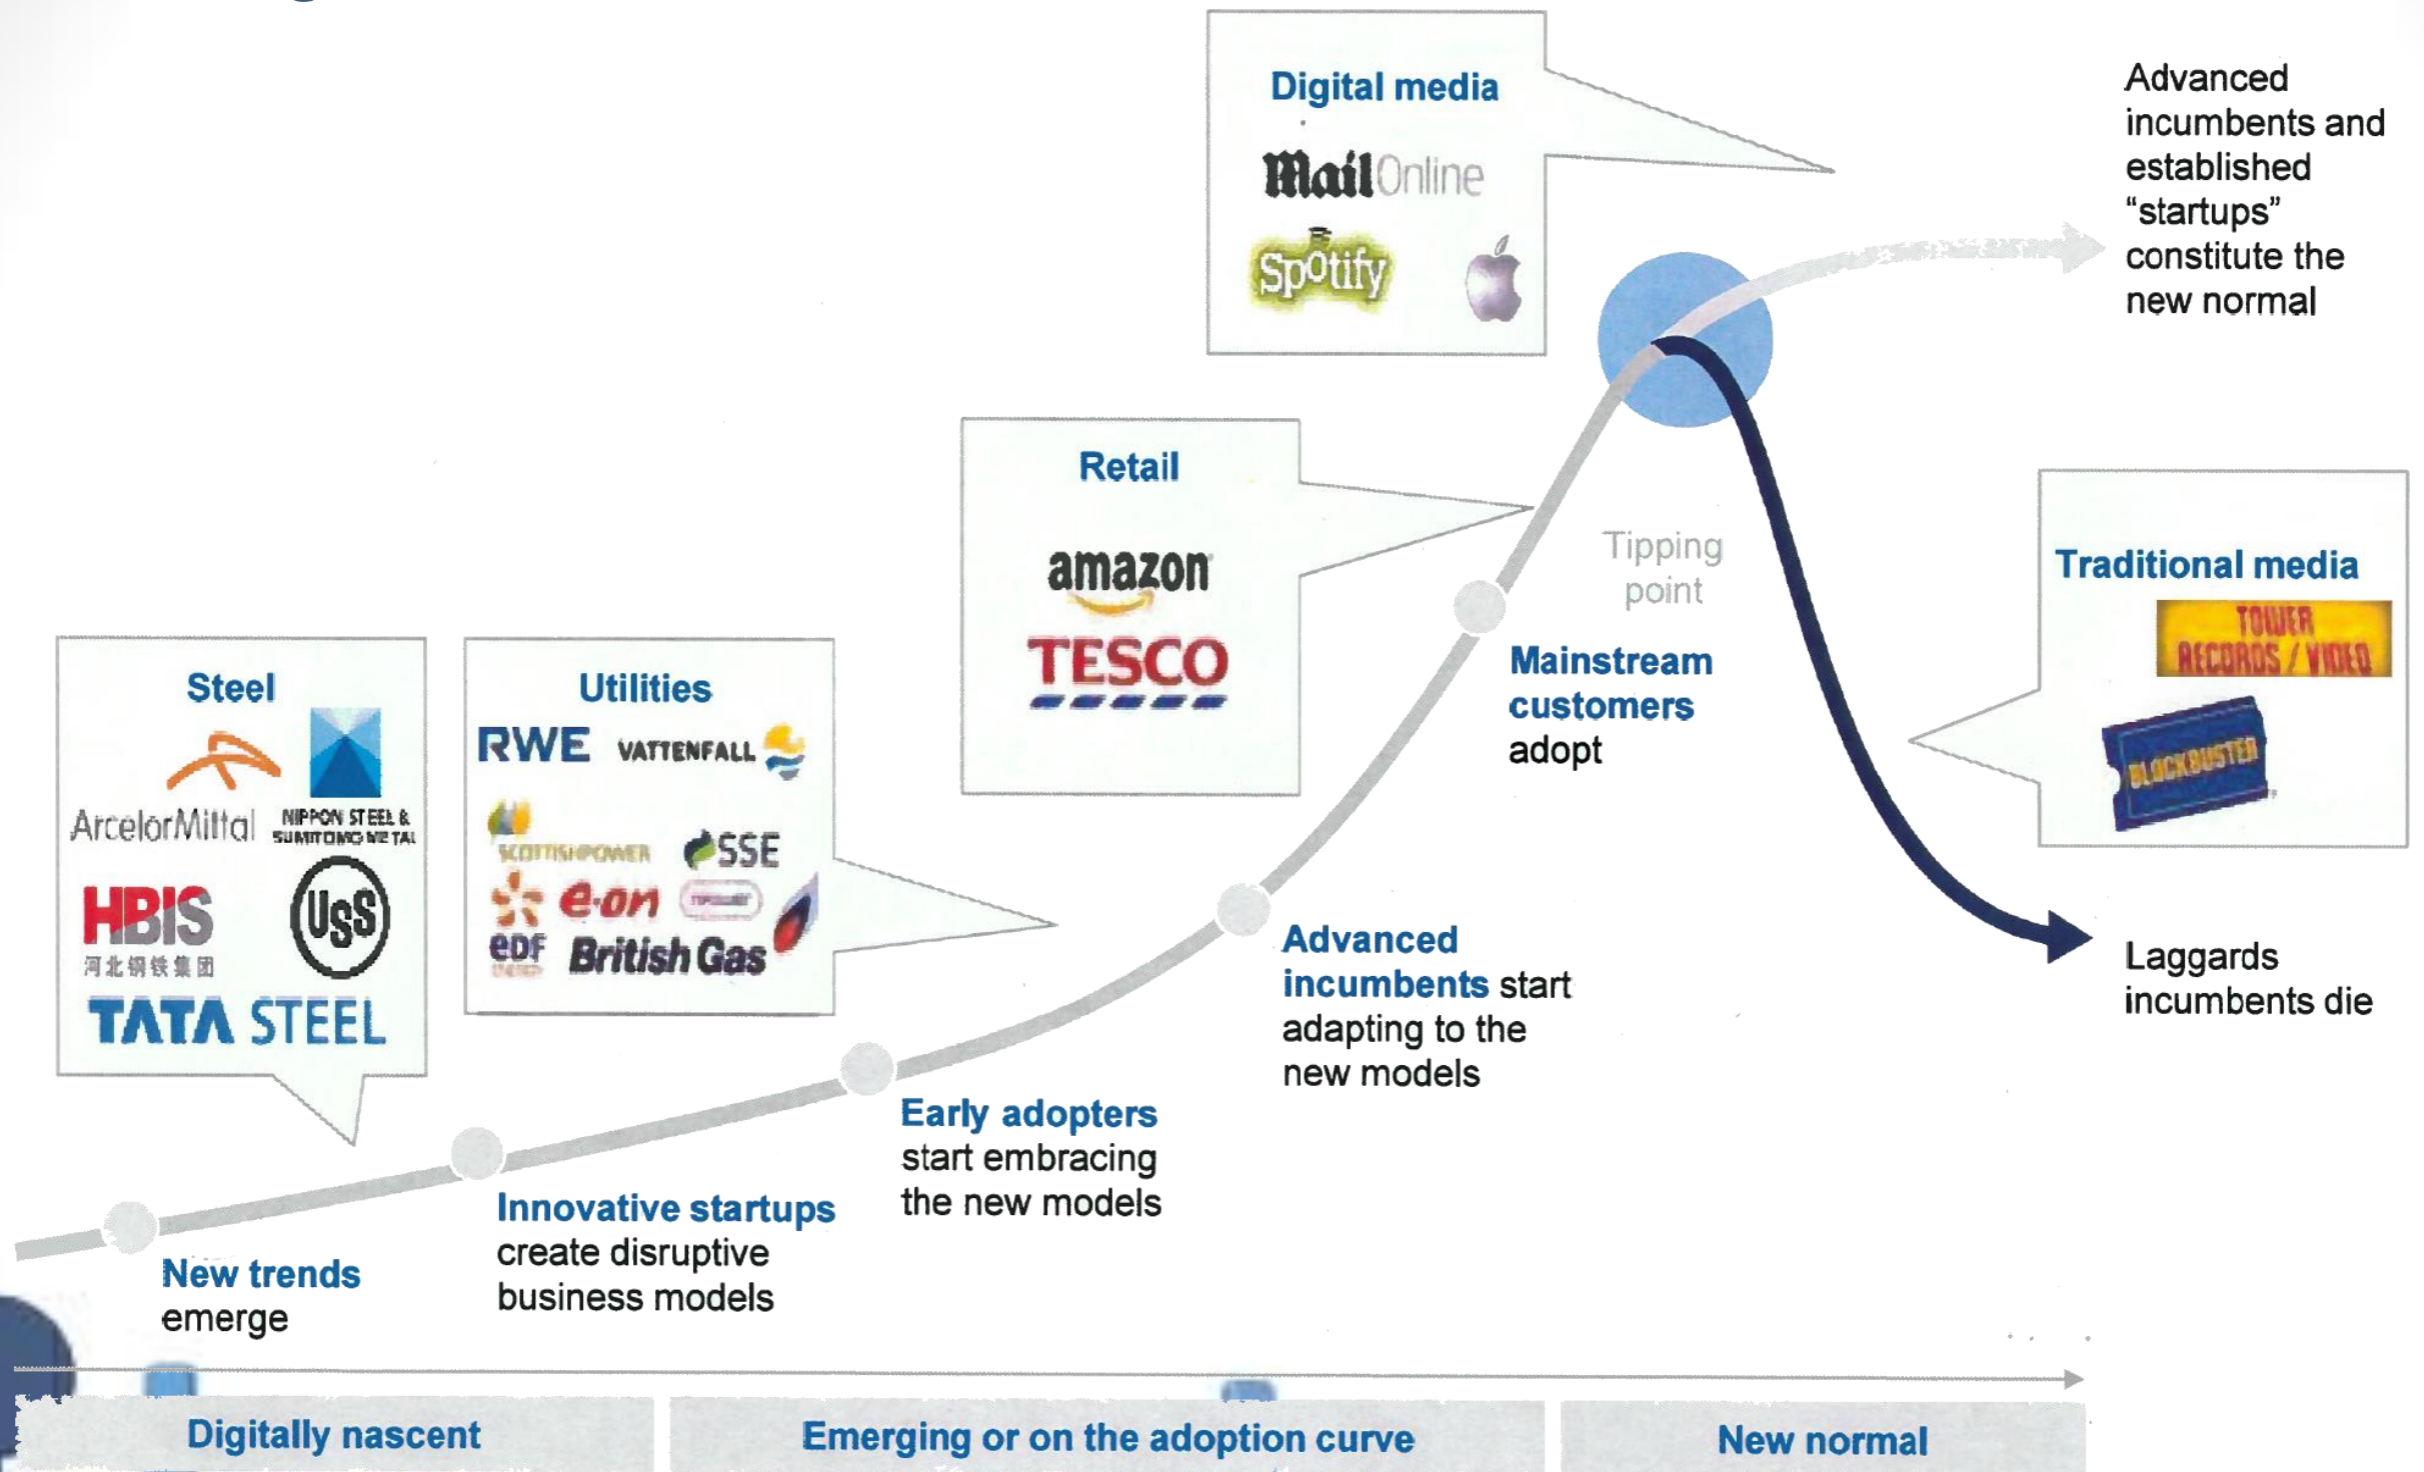 Digital media
Mail Online
Spotify
Advanced
incumbents and
established
“startups”
constitute the
new normal
Retail
amazon
TESCO
Tipping
point
Mainstream
customers
adopt
Traditional media
TOWER
RECORDS / VIDEO
BLOCKBUSTER
Laggards
incumbents die
Steel
ArcelorMittal
NIPPON STEEL &
SUMITOMO METAL
HBIS
河北钢铁集团
USS
TATA STEEL
Utilities
RWE
VATTENFALL
SCOTTISHPOWER
SSE
e·on
eDF
British Gas
Advanced
incumbents start
adapting to the
new models
Early adopters
start embracing
the new models
Innovative startups
create disruptive
business models
New trends
emerge
Digitally nascent
Emerging or on the adoption curve
New normal